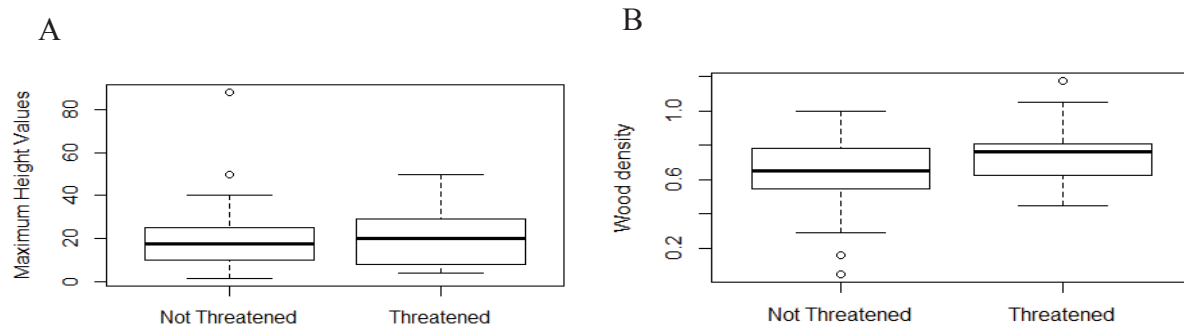 A
Maximum Height Values
80
60
40
20
0
Not Threatened
Threatened
B
Wood density
1.0
0.6
0.2
Not Threatened
Threatened